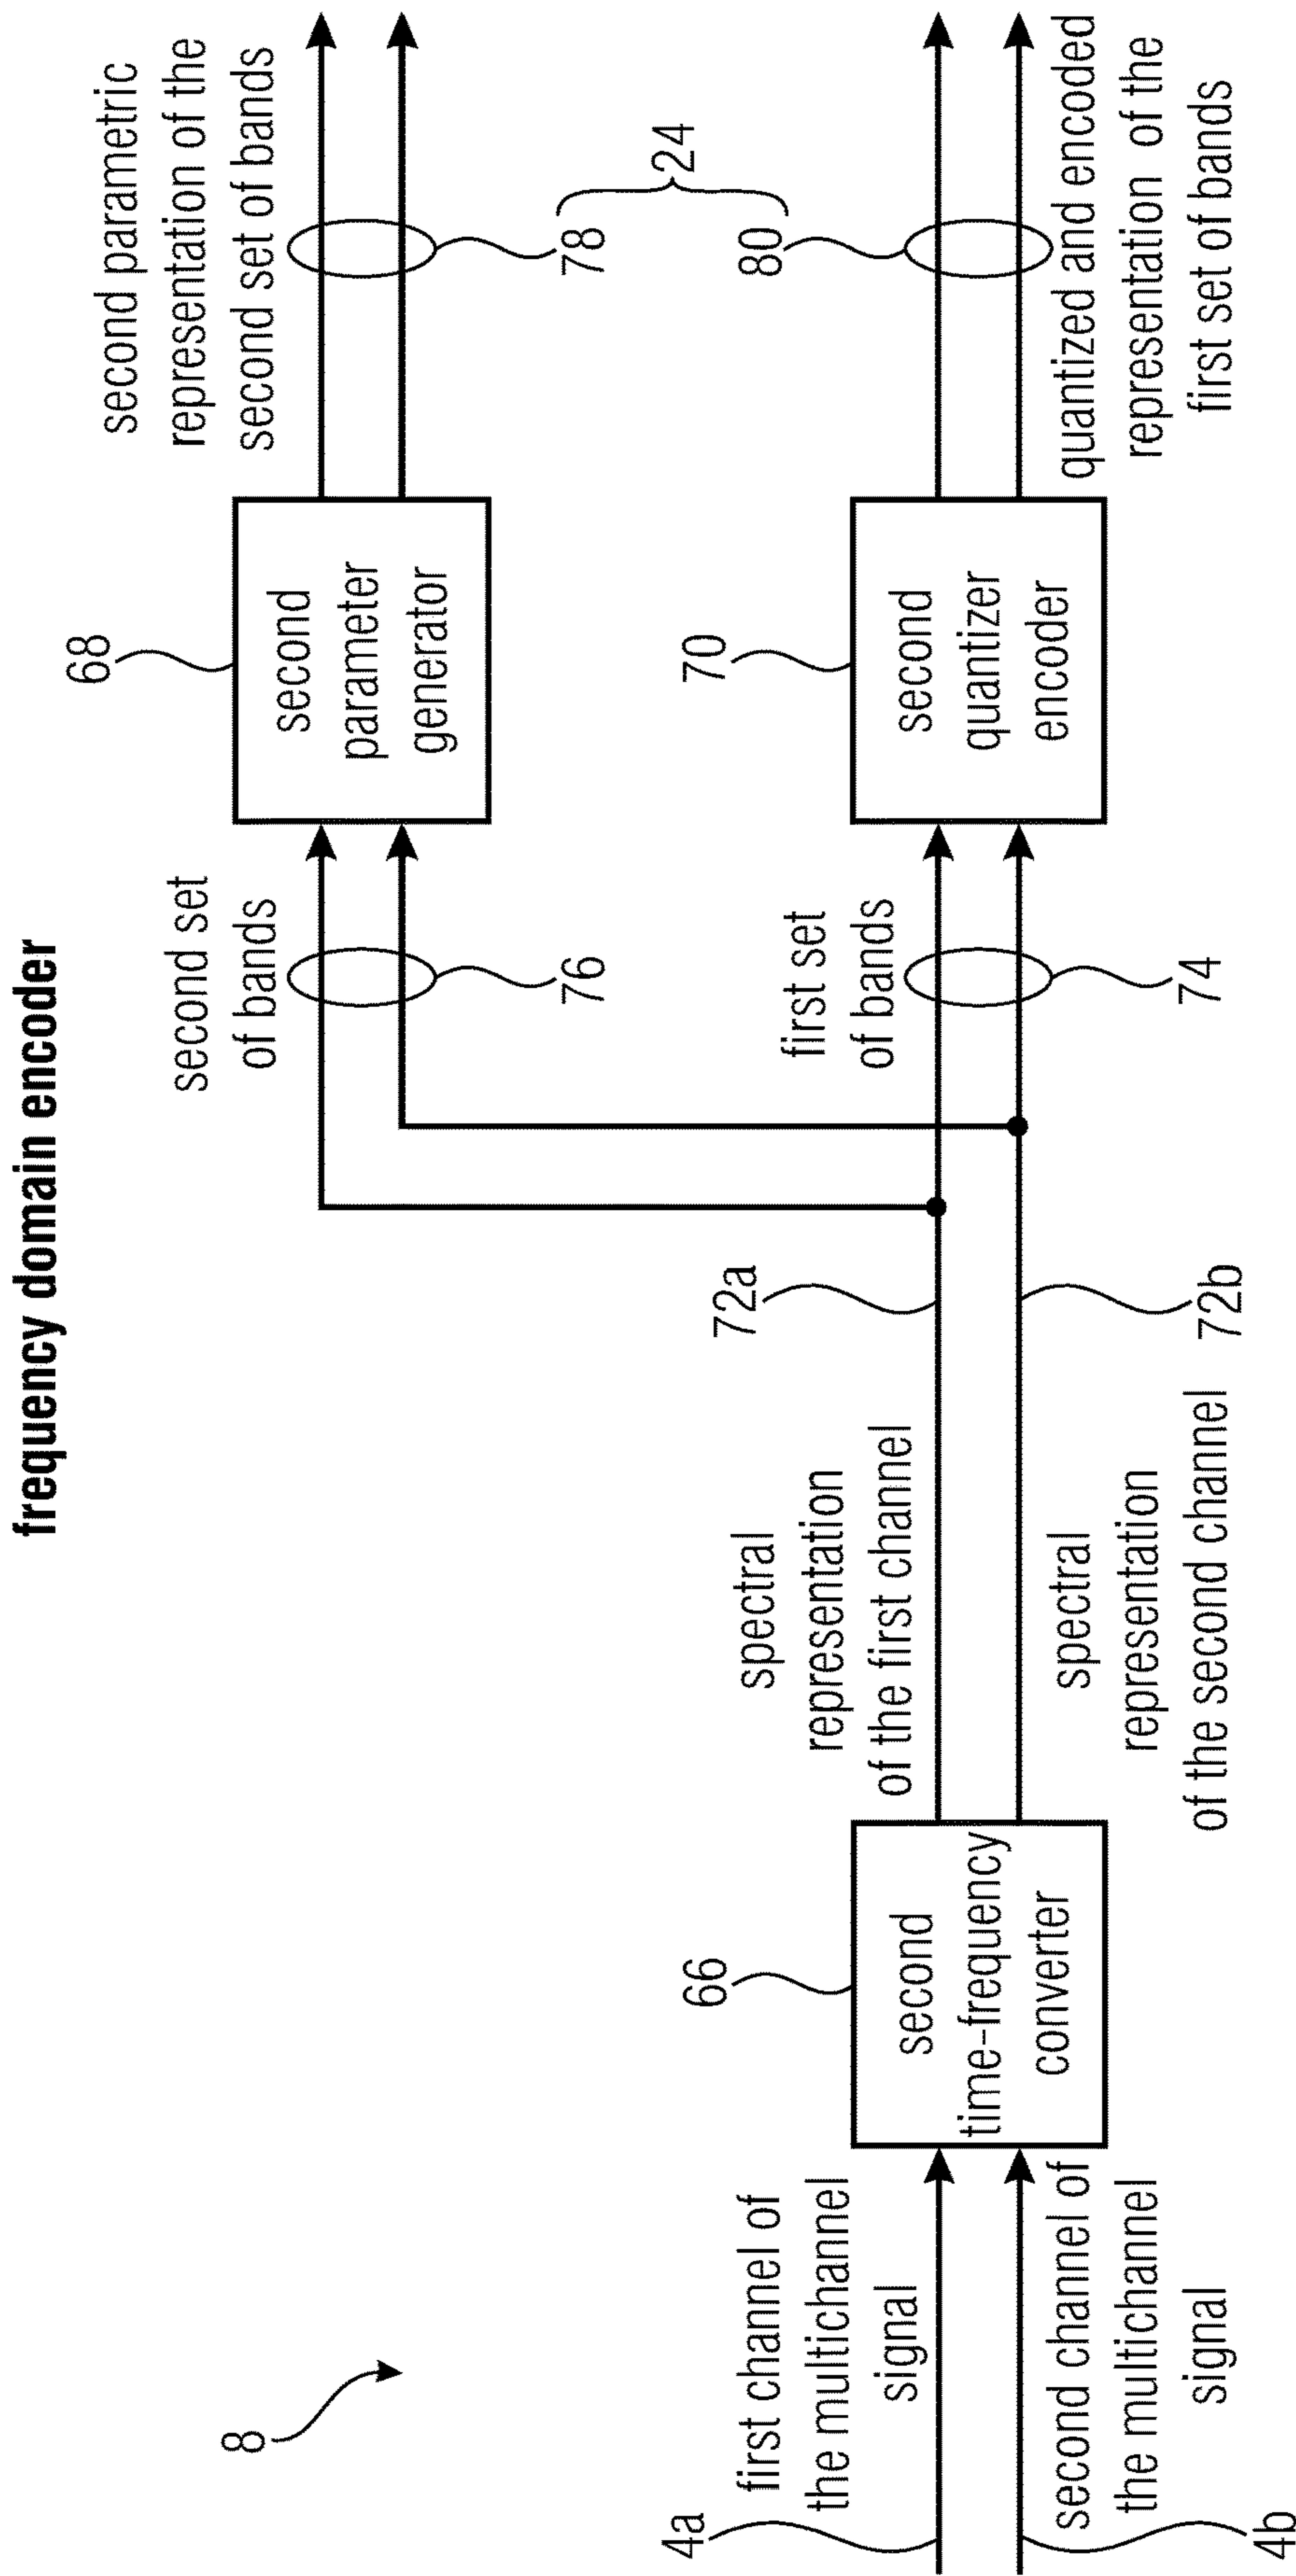 frequency domain encoder
8
4a
first channel of
the multichannel
signal
second channel of
the multichannel
signal
4b
66
second
time-frequency
converter
spectral
representation
of the first channel
72a
spectral
representation
of the second channel
72b
second set
of bands
76
first set
of bands
74
68
second
parameter
generator
70
second
quantizer
encoder
second parametric
representation of the
second set of bands
78
80
24
quantized and encoded
representation of the
first set of bands